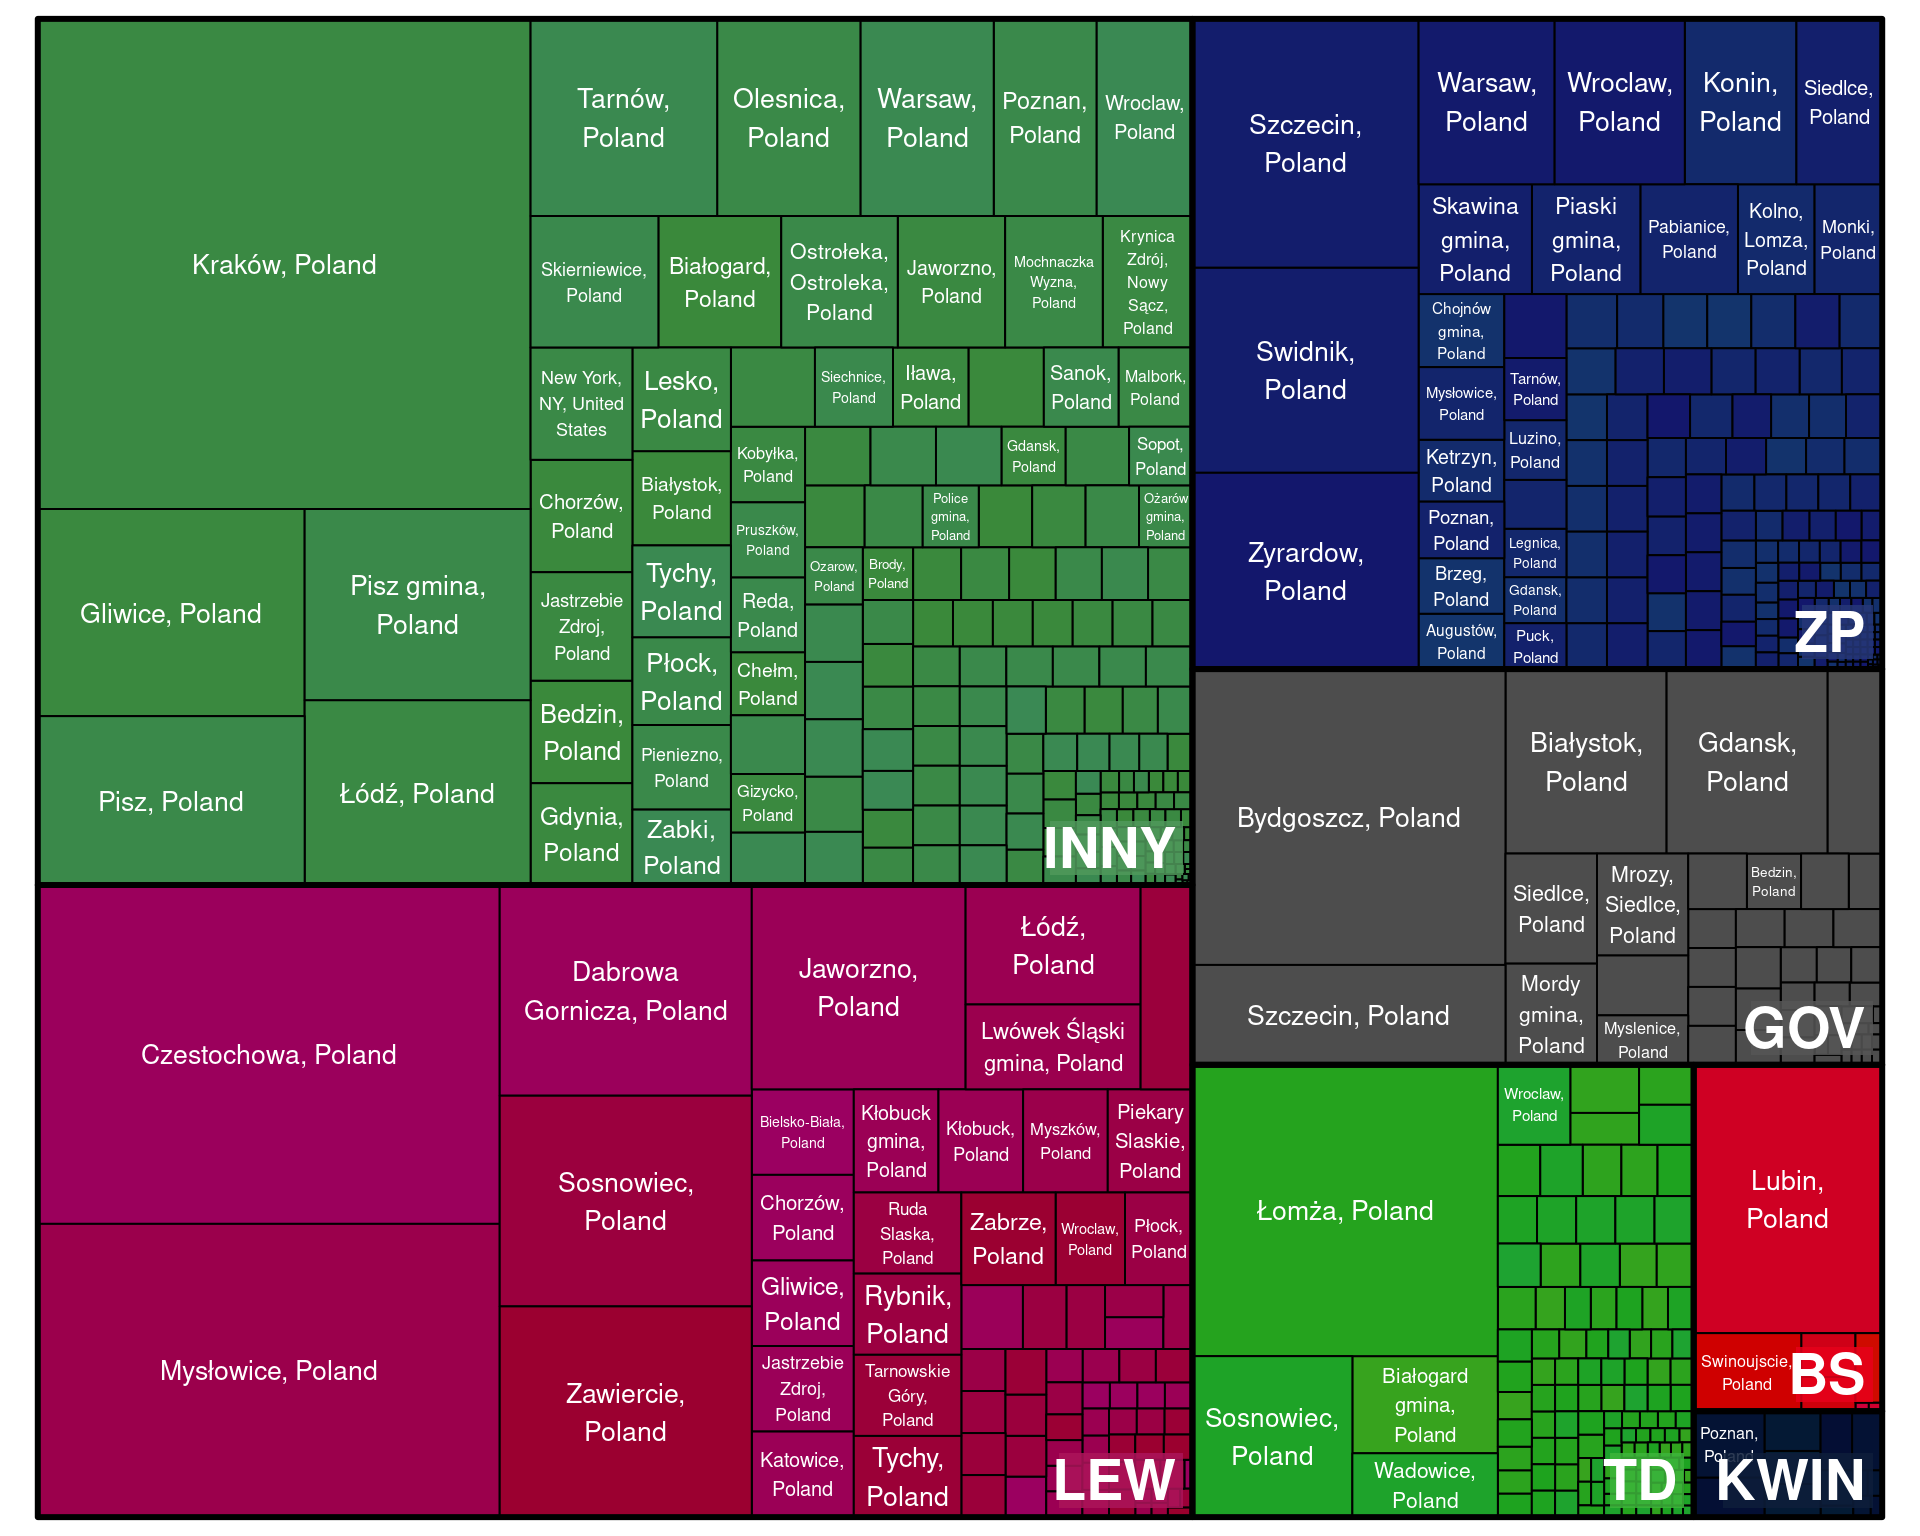 Kraków, Poland
Gliwice, Poland
Pisz gmina,
Poland
Pisz, Poland
Łódź, Poland
Tarnów,
Poland
Olesnica,
Poland
Warsaw,
Poland
Poznan,
Poland
Wroclaw,
Poland
Skierniewice,
Poland
Białogard,
Poland
Ostrołeka,
Ostroleka,
Poland
Jaworzno,
Poland
Mochnaczka
Wyzna,
Poland
Krynica
Zdrój,
Nowy
Sącz,
Poland
New York,
NY, United
States
Chorzów,
Poland
Jastrzebie
Zdroj,
Poland
Bedzin,
Poland
Gdynia,
Poland
Lesko,
Poland
Białystok,
Poland
Tychy,
Poland
Płock,
Poland
Pieniezno,
Poland
Zabki,
Poland
Siechnice,
Poland
Iława,
Poland
Sanok,
Poland
Malbork,
Poland
Kobyłka,
Poland
Pruszków,
Poland
Reda,
Poland
Chełm,
Poland
Gizycko,
Poland
Gdansk,
Poland
Sopot,
Poland
Police
gmina,
Poland
Ożarów
gmina,
Poland
Ozarow,
Poland
Brody,
Poland
INNY
Czestochowa, Poland
Mysłowice, Poland
Dabrowa
Gornicza, Poland
Sosnowiec,
Poland
Zawiercie,
Poland
Jaworzno,
Poland
Łódź,
Poland
Lwówek Śląski
gmina, Poland
Bielsko-Biała,
Poland
Chorzów,
Poland
Gliwice,
Poland
Jastrzebie
Zdroj,
Poland
Katowice,
Poland
Kłobuck
gmina,
Poland
Kłobuck,
Poland
Myszków,
Poland
Piekary
Slaskie,
Poland
Ruda
Slaska,
Poland
Rybnik,
Poland
Tarnowskie
Góry,
Poland
Tychy,
Poland
Zabrze,
Poland
Wroclaw,
Poland
Płock,
Poland
LEW
Szczecin,
Poland
Swidnik,
Poland
Zyrardow,
Poland
Warsaw,
Poland
Wroclaw,
Poland
Konin,
Poland
Siedlce,
Poland
Skawina
gmina,
Poland
Piaski
gmina,
Poland
Pabianice,
Poland
Kolno,
Lomza,
Poland
Monki,
Poland
Chojnów
gmina,
Poland
Mysłowice,
Poland
Ketrzyn,
Poland
Poznan,
Poland
Brzeg,
Poland
Augustów,
Poland
Tarnów,
Poland
Luzino,
Poland
Legnica,
Poland
Gdansk,
Poland
Puck,
Poland
ZP
Bydgoszcz, Poland
Szczecin, Poland
Białystok,
Poland
Gdansk,
Poland
Siedlce,
Poland
Mordy
gmina,
Poland
Mrozy,
Siedlce,
Poland
Myslenice,
Poland
Bedzin,
Poland
GOV
Łomża, Poland
Sosnowiec,
Poland
Białogard
gmina,
Poland
Wadowice,
Poland
Wroclaw,
Poland
TD
Lubin,
Poland
Swinoujscie,
Poland
BS
Poznan,
Poland
KWIN